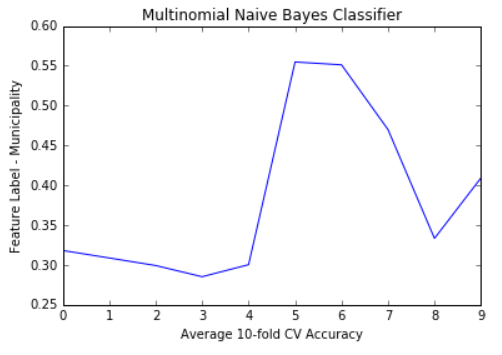 Multinomial Naive Bayes Classifier
0.60
0.55
0.50
0.45
0.40
0.35
0.30
0.25
Feature Label - Municipality
0 1 2 3 4 5 6 7 8 9
Average 10-fold CV Accuracy